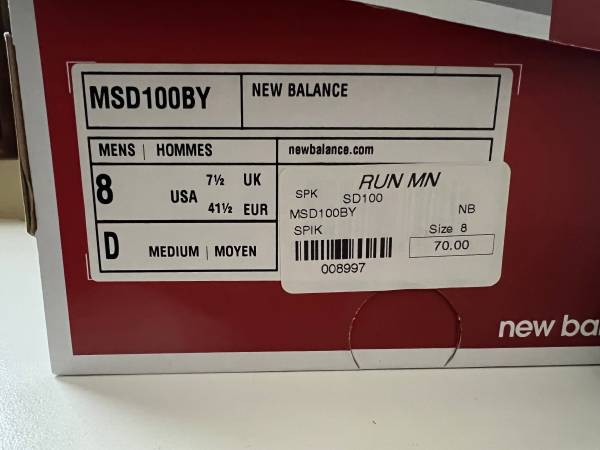 MSD100BY
NEW BALANCE
MENS | HOMMES
newbalance.com
8 USA 7½ UK
41½ EUR
D MEDIUM | MOYEN
RUN MN
SPK SD100
MSD100BY NB
SPIK Size 8
70.00
008997
new ba